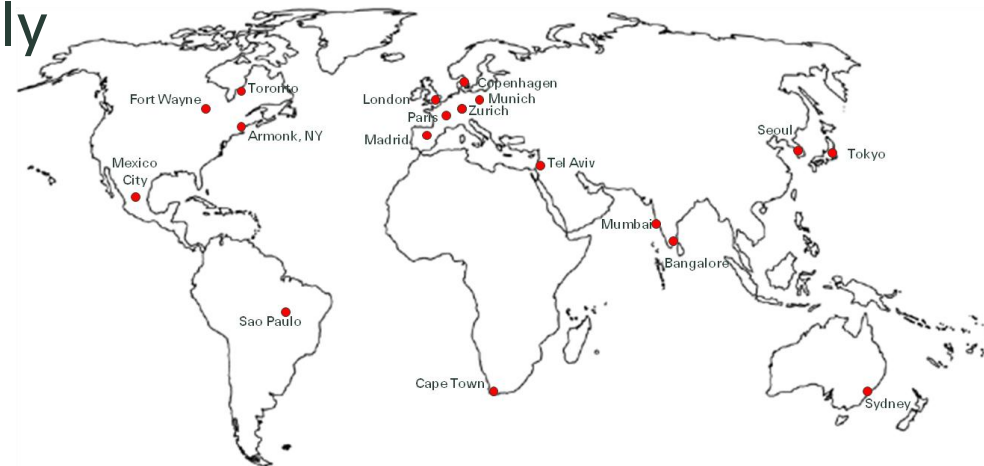 ly
Copenhagen
Toronto
Fort Wayne
London
Munich
Zurich
Paris
Armonk, NY
Madrid
Seoul
Tokyo
Mexico
City
Tel Aviv
Mumbai
Bangalore
Sao Paulo
Cape Town
Sydney